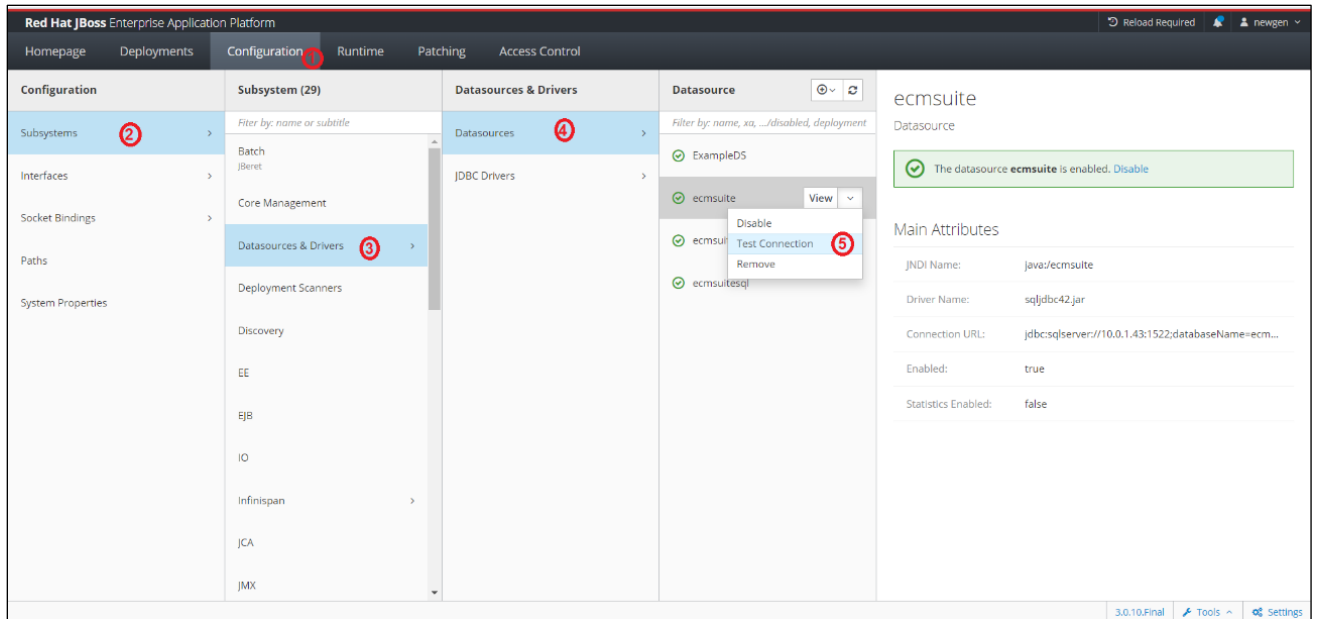 Red Hat JBoss Enterprise Application Platform
Reload Required
newgen
Homepage Deployments Configuration Runtime Patching Access Control
1
Configuration
Subsystems
2
Interfaces
Socket Bindings
Paths
System Properties
Subsystem (29)
Filter by: name or subtitle
Batch
JBeret
Core Management
Datasources & Drivers
3
Deployment Scanners
Discovery
EE
EJB
IO
Infinispan
JCA
JMX
Datasources & Drivers
Datasources
4
JDBC Drivers
Datasource
Filter by: name, xa, .../disabled, deployment
ExampleDS
ecmsuite
View
Disable
ecmsui
Test Connection
5
Remove
ecmsuitesql
ecmsuite
Datasource
The datasource ecmsuite is enabled. Disable
Main Attributes
JNDI Name: java:/ecmsuite
Driver Name: sqljdbc42.jar
Connection URL: jdbc:sqlserver://10.0.1.43:1522;databaseName=ecm...
Enabled: true
Statistics Enabled: false
3.0.10.Final
Tools
Settings